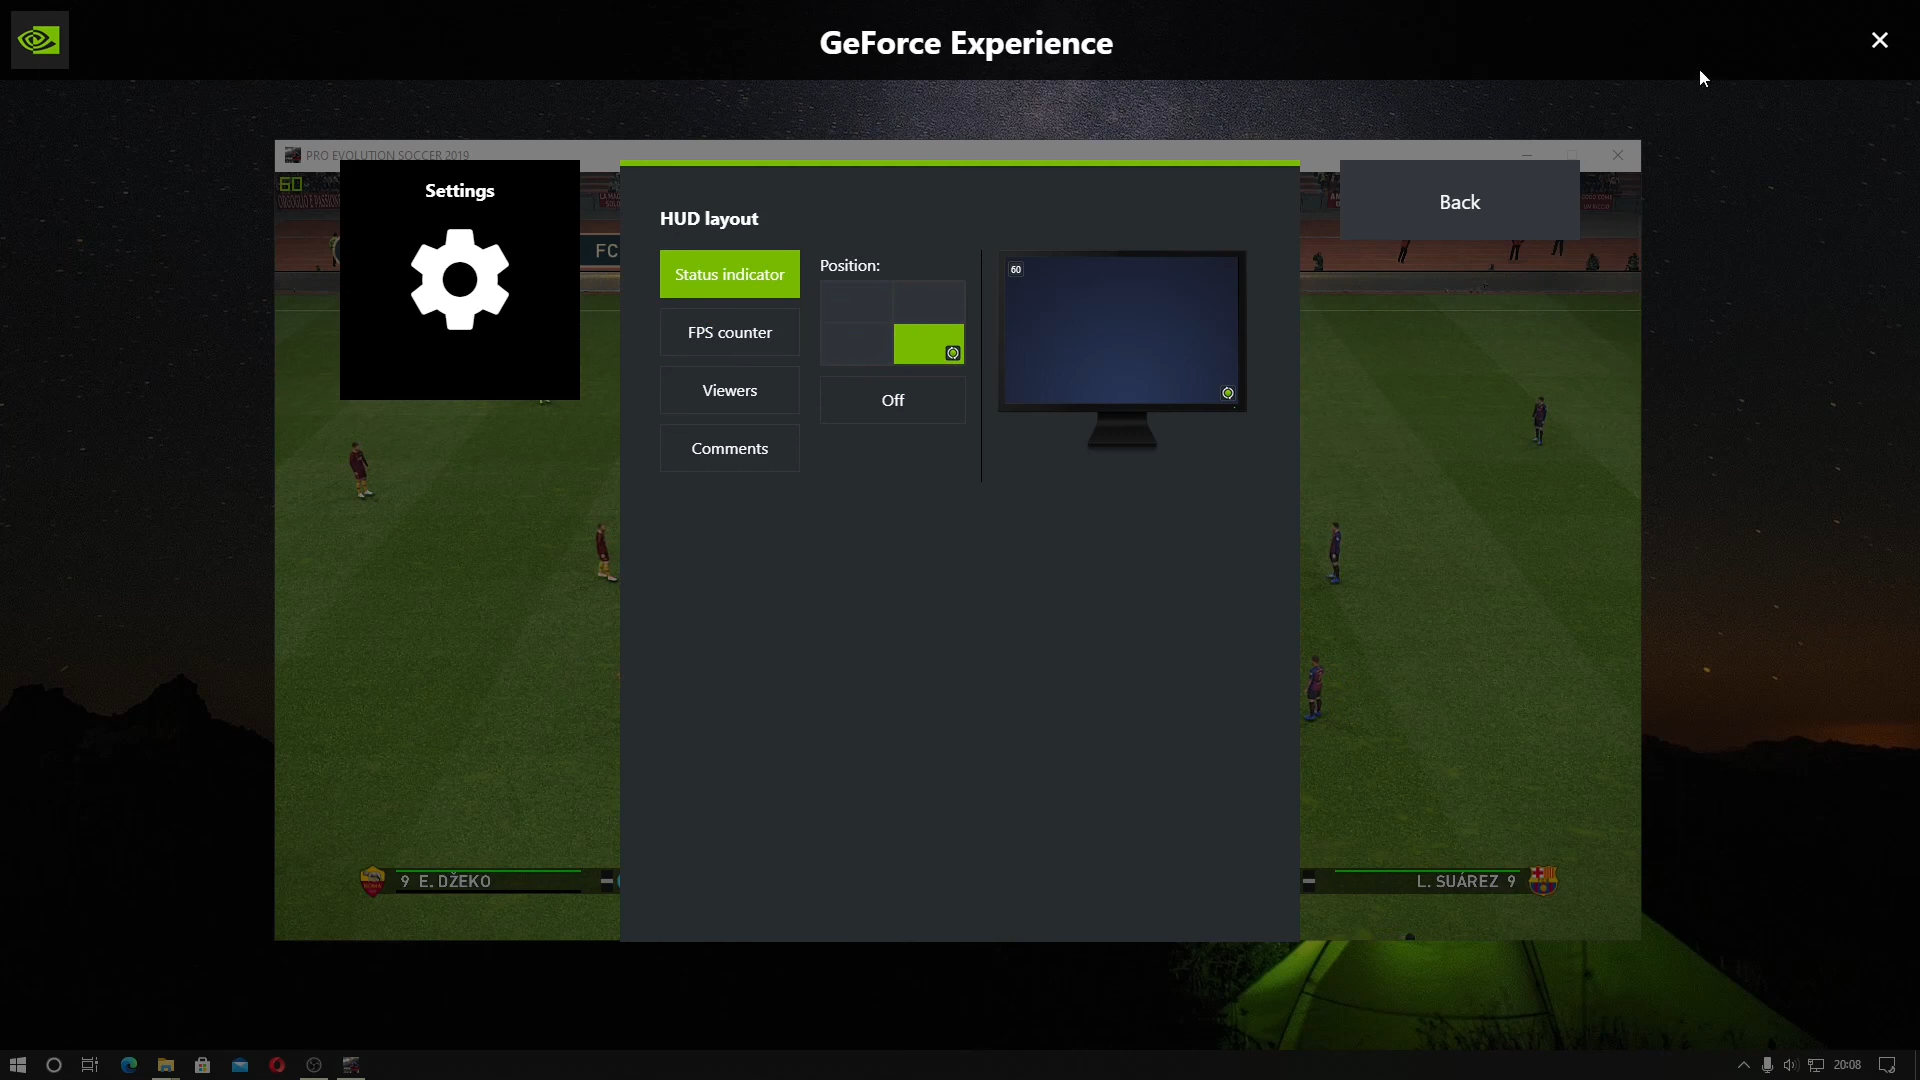 GeForce Experience
PRO EVOLUTION SOCCER 2019
60
Settings
FC
Back
HUD layout
Status indicator
FPS counter
Viewers
Comments
Position:
Off
60
9 E. DŽEKO
L. SUÁREZ 9
20:08